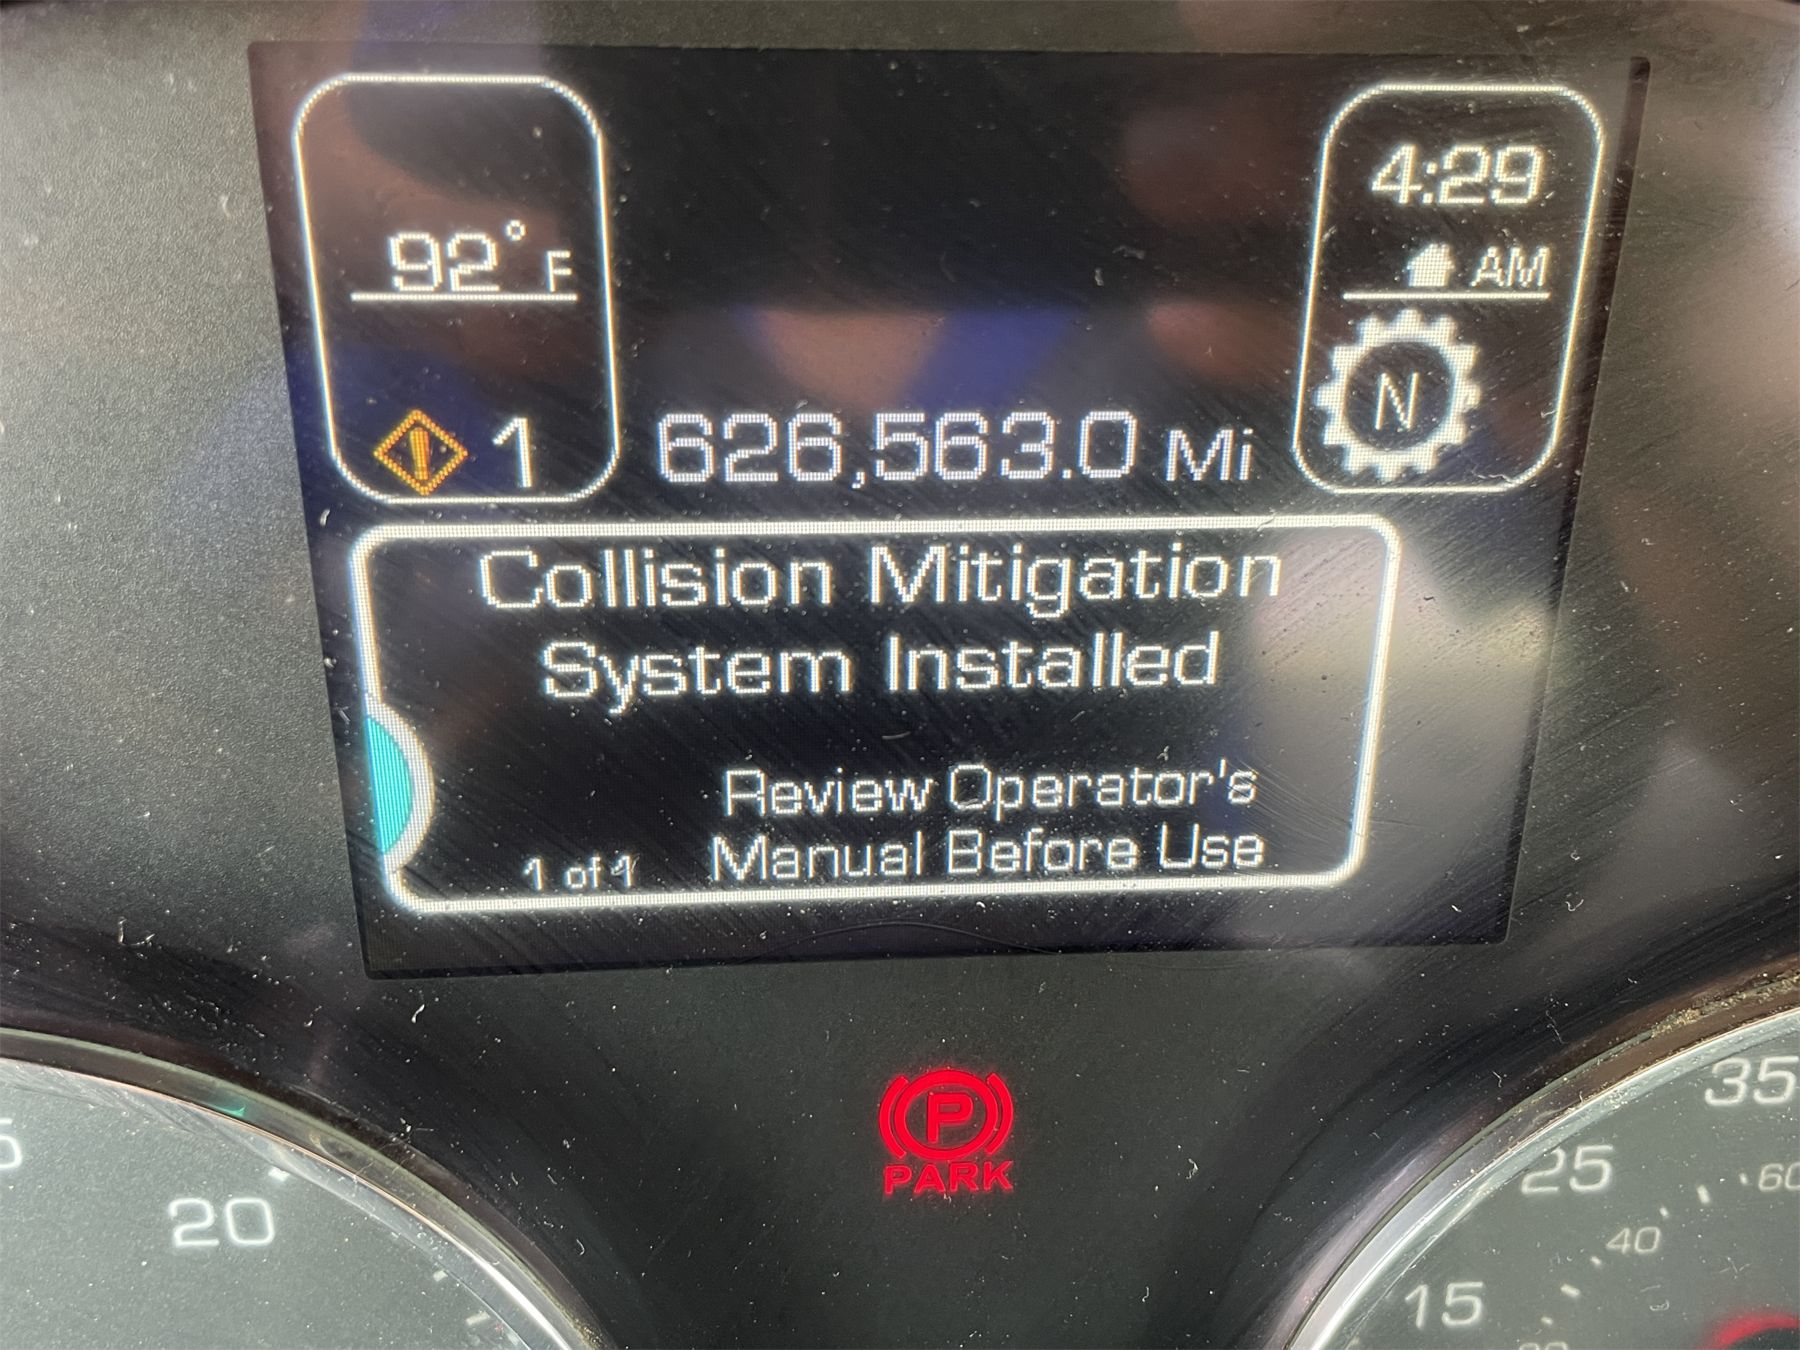 92° F
1
626,563.0 Mi
4:29
AM
N
Collision Mitigation
System Installed
Review Operator's
Manual Before Use
1 of 1
P
PARK
20
35
25
60
40
15